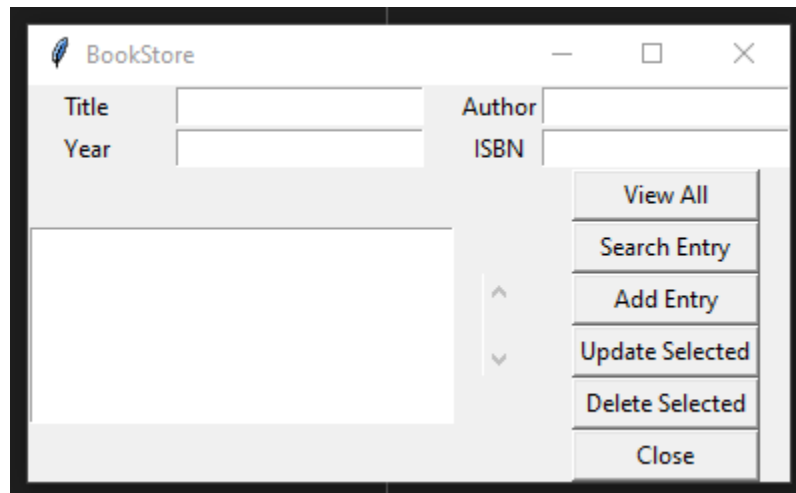 BookStore
Title Author
Year ISBN
View All
Search Entry
Add Entry
Update Selected
Delete Selected
Close